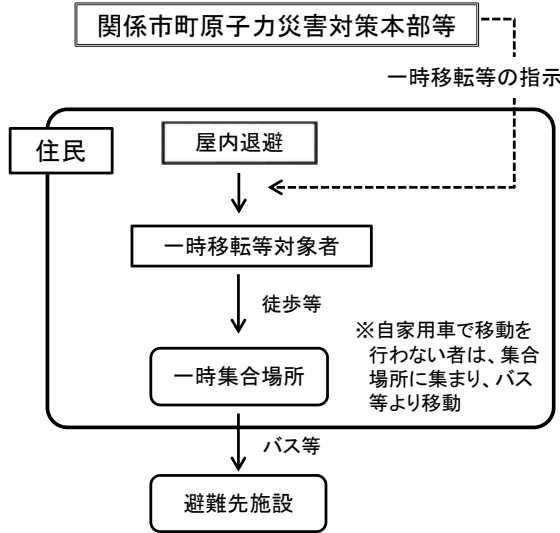 関係市町原子力災害対策本部等
一時移転等の指示
住民
屋内退避
一時移転等対象者
徒歩等
※自家用車で移動を
行わない者は、集合
場所に集まり、バス
等より移動
一時集合場所
バス等
避難先施設